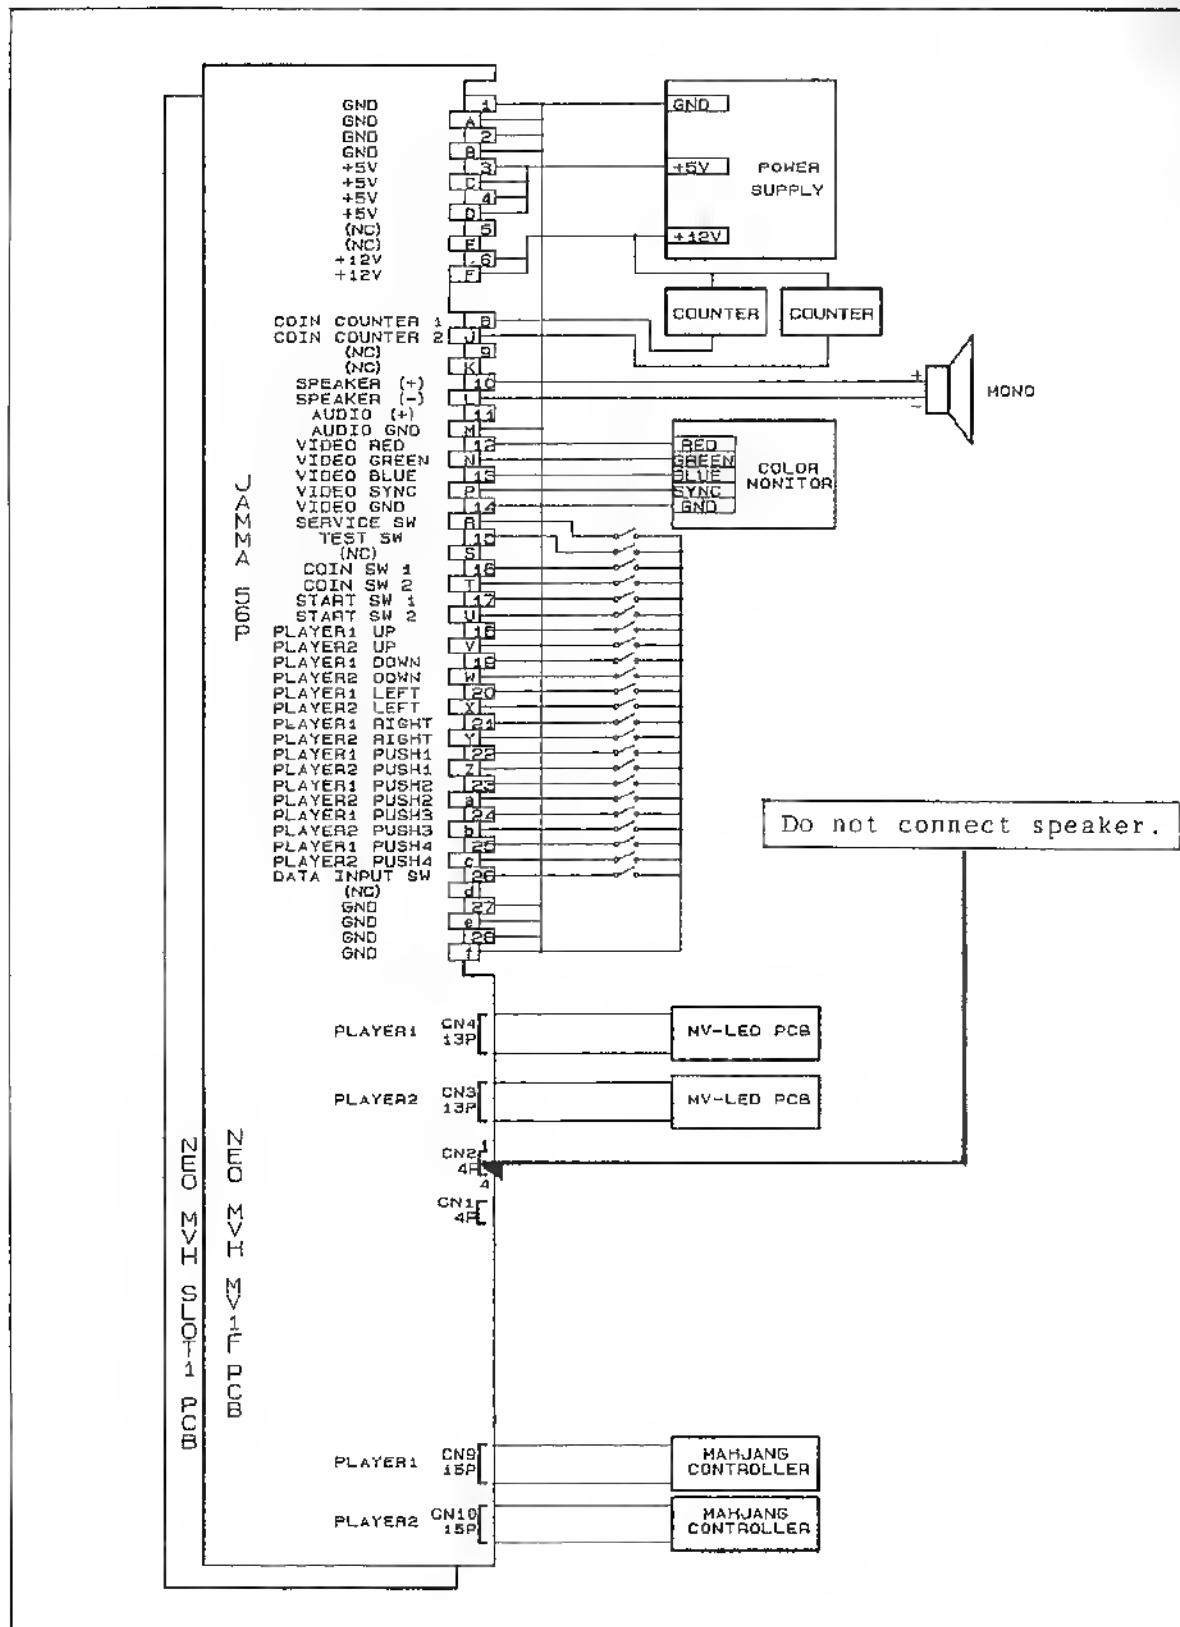 GND 1 GND
GND A
GND 2
GND B
+5V 3 +5V POWER
+5V C SUPPLY
+5V 4
+5V D
(NC) 5
(NC) E +12V
+12V 6
+12V F
COUNTER COUNTER
COIN COUNTER 1 8
COIN COUNTER 2 J
(NC) 9
(NC) K
SPEAKER (+) 10 +
SPEAKER (-) L - MONO
AUDIO (+) 11
AUDIO GND M
VIDEO RED 12 RED
VIDEO GREEN N GREEN COLOR
VIDEO BLUE 13 BLUE MONITOR
VIDEO SYNC P SYNC
VIDEO GND 14 GND
SERVICE SW R
TEST SW 15
(NC) S
COIN SW 1 16
COIN SW 2 T
START SW 1 17
START SW 2 U
PLAYER1 UP 18
PLAYER2 UP V
PLAYER1 DOWN 19
PLAYER2 DOWN W
PLAYER1 LEFT 20
PLAYER2 LEFT X
PLAYER1 RIGHT 21
PLAYER2 RIGHT Y
PLAYER1 PUSH1 22
PLAYER2 PUSH1 Z
PLAYER1 PUSH2 23
PLAYER2 PUSH2 a
PLAYER1 PUSH3 24
PLAYER2 PUSH3 b
PLAYER1 PUSH4 25
PLAYER2 PUSH4 c
DATA INPUT SW 26
(NC) d
GND 27
GND e
GND 28
GND f
JAMMA 56P
Do not connect speaker.
PLAYER1 CN4 NV-LED PCB
13P
PLAYER2 CN3 NV-LED PCB
13P
1
CN2
4P
4
CN1
4P
NEO MVH MV1F PCB
NEO MVH SLOT1 PCB
PLAYER1 CN9 MAHJANG
15P CONTROLLER
PLAYER2 CN10 MAHJANG
15P CONTROLLER